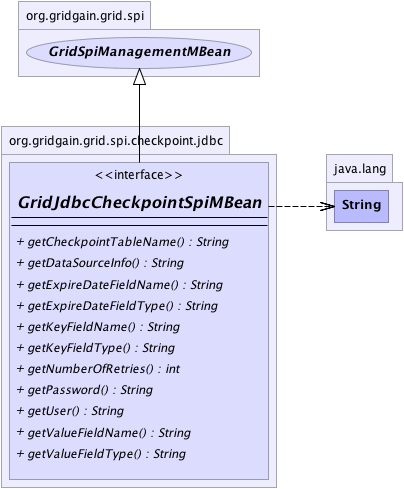 org.gridgain.grid.spi
GridSpiManagementMBean
org.gridgain.grid.spi.checkpoint.jdbc
<<interface>>
GridJdbcCheckpointSpiMBean
+ getCheckpointTableName() : String
+ getDataSourceInfo() : String
+ getExpireDateFieldName() : String
+ getExpireDateFieldType() : String
+ getKeyFieldName() : String
+ getKeyFieldType() : String
+ getNumberOfRetries() : int
+ getPassword() : String
+ getUser() : String
+ getValueFieldName() : String
+ getValueFieldType() : String
java.lang
String